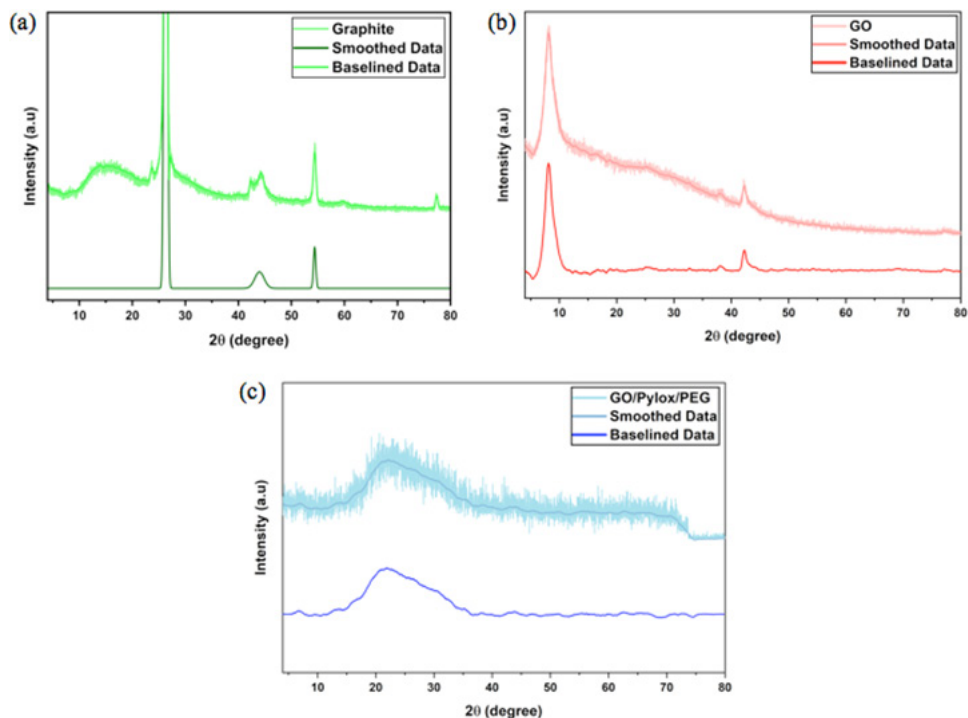 (a)
Graphite
Smoothed Data
Baselined Data
Intensity (a.u)
10 20 30 40 50 60 70 80
2θ (degree)
(b)
GO
Smoothed Data
Baselined Data
Intensity (a.u)
10 20 30 40 50 60 70 80
2θ (degree)
(c)
GO/Pylox/PEG
Smoothed Data
Baselined Data
Intensity (a.u)
10 20 30 40 50 60 70 80
2θ (degree)